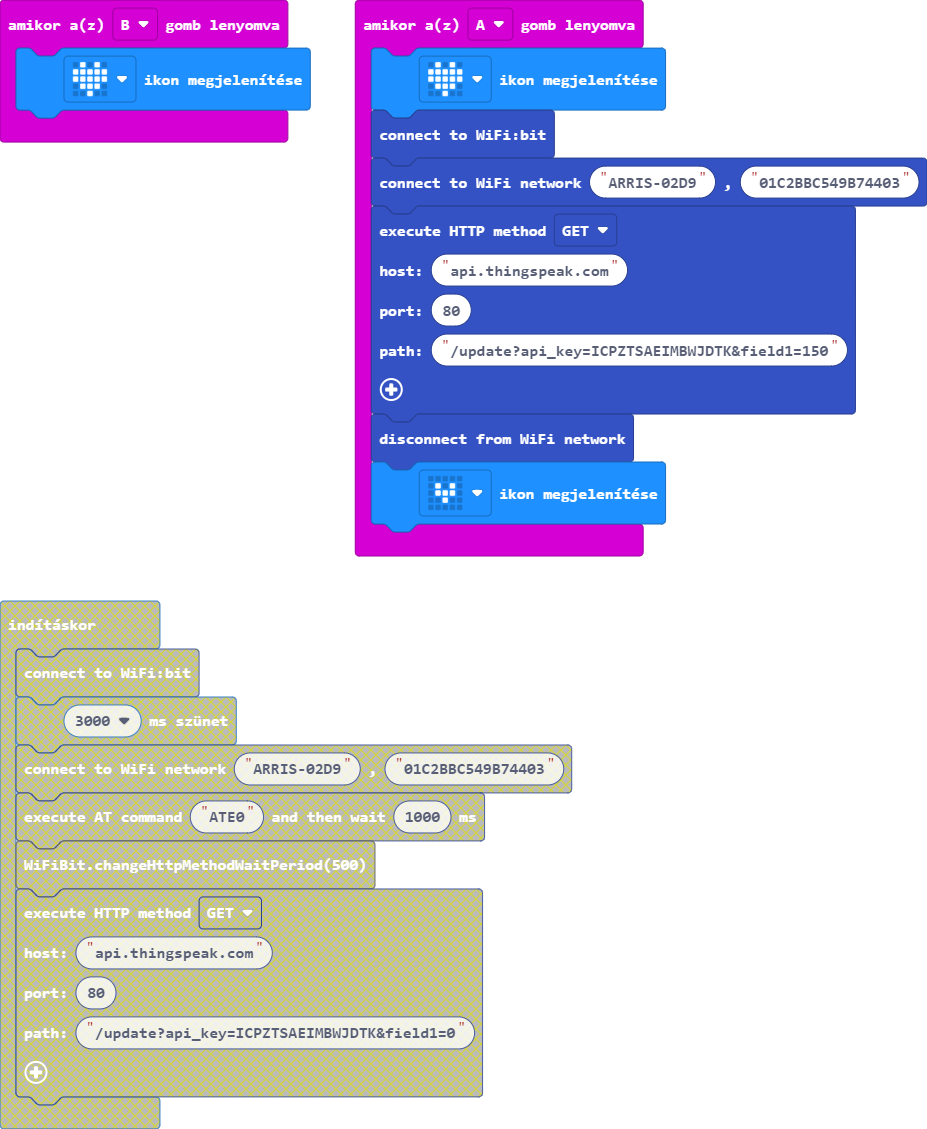 amikor a(z) B gomb lenyomva
ikon megjelenítése
amikor a(z) A gomb lenyomva
ikon megjelenítése
connect to WiFi:bit
connect to WiFi network "ARRIS-02D9" , "01C2BBC549B74403"
execute HTTP method GET
host: "api.thingspeak.com"
port: 80
path: "/update?api_key=ICPZTSAEIMBWJDTK&field1=150"
disconnect from WiFi network
ikon megjelenítése
indításkor
connect to WiFi:bit
3000 ms szünet
connect to WiFi network "ARRIS-02D9" , "01C2BBC549B74403"
execute AT command "ATE0" and then wait 1000 ms
WiFiBit.changeHttpMethodWaitPeriod(500)
execute HTTP method GET
host: "api.thingspeak.com"
port: 80
path: "/update?api_key=ICPZTSAEIMBWJDTK&field1=0"